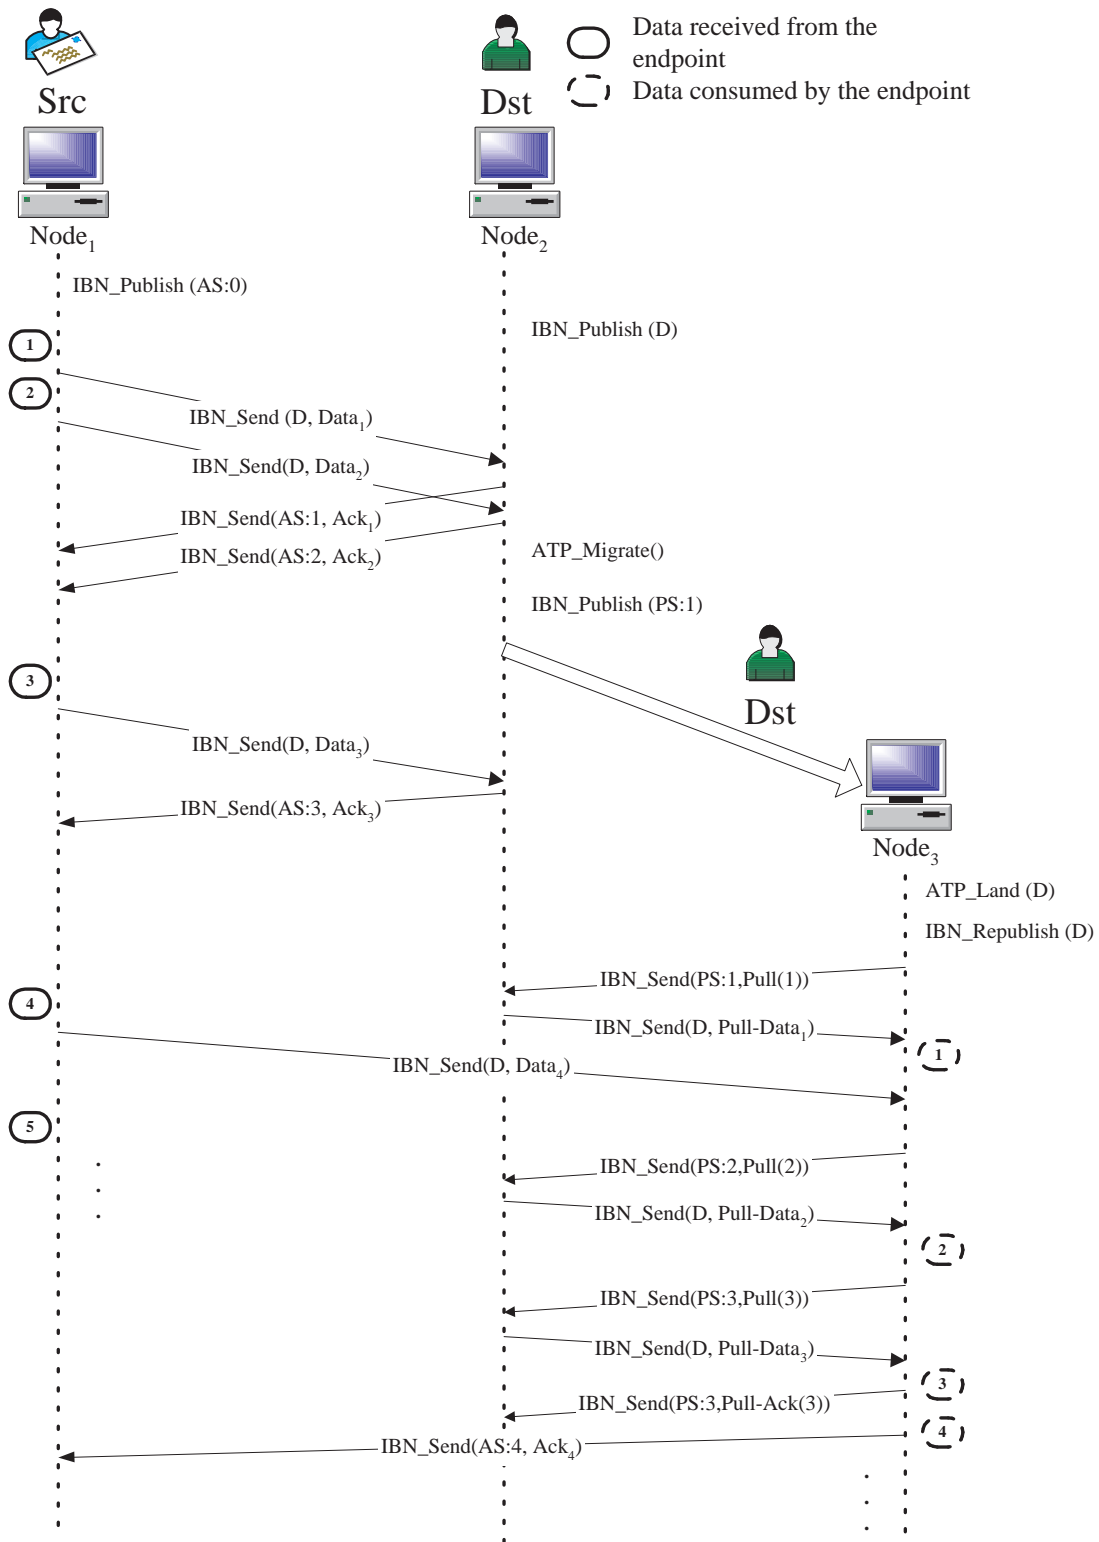 Data received from the
endpoint
Data consumed by the endpoint
Src
Dst
Node1
Node2
IBN_Publish (AS:0)
IBN_Publish (D)
1
2
IBN_Send (D, Data1)
IBN_Send(D, Data2)
IBN_Send(AS:1, Ack1)
IBN_Send(AS:2, Ack2)
ATP_Migrate()
IBN_Publish (PS:1)
3
Dst
IBN_Send(D, Data3)
IBN_Send(AS:3, Ack3)
Node3
ATP_Land (D)
IBN_Republish (D)
IBN_Send(PS:1,Pull(1))
4
IBN_Send(D, Pull-Data1)
1
IBN_Send(D, Data4)
5
IBN_Send(PS:2,Pull(2))
IBN_Send(D, Pull-Data2)
2
IBN_Send(PS:3,Pull(3))
IBN_Send(D, Pull-Data3)
3
IBN_Send(PS:3,Pull-Ack(3))
4
IBN_Send(AS:4, Ack4)